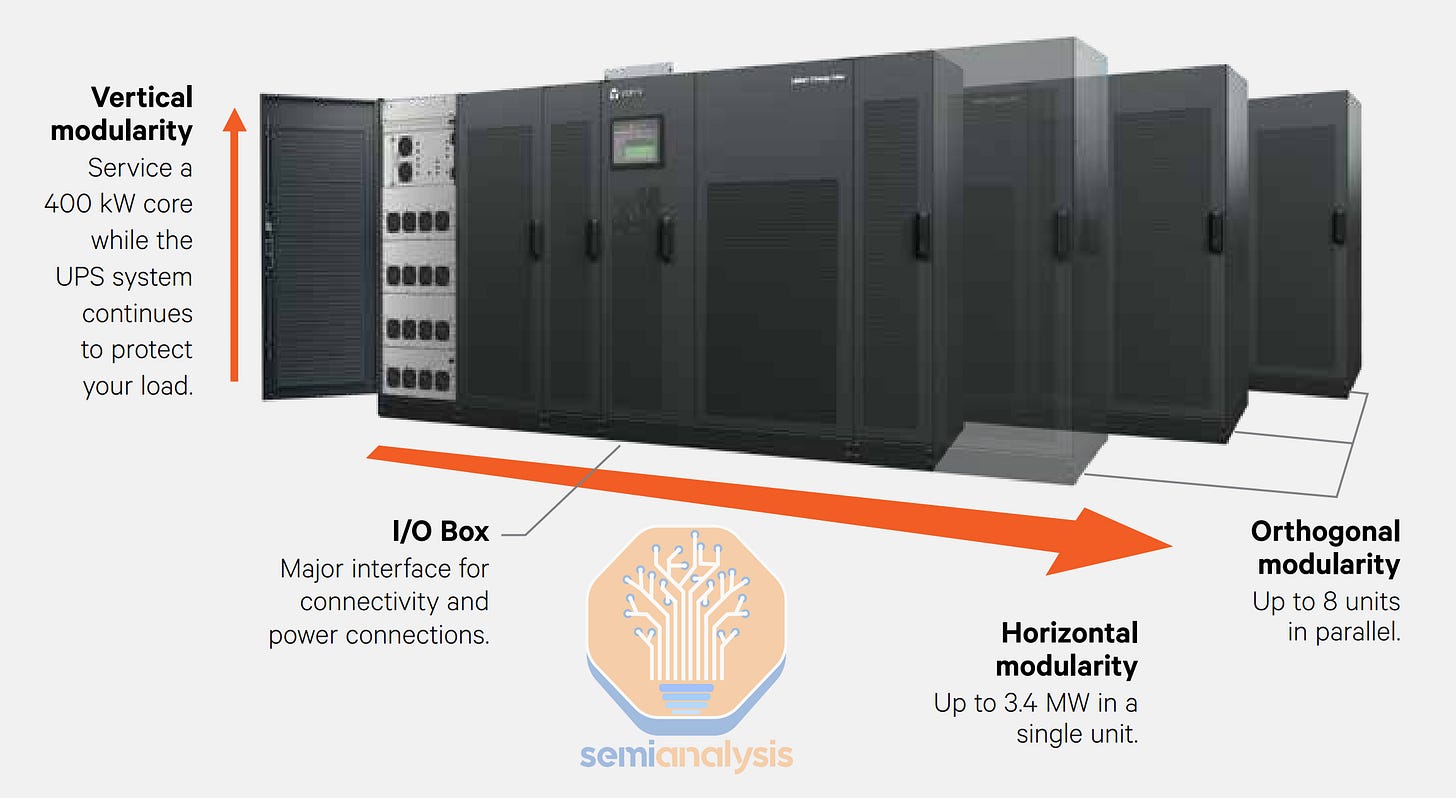 Vertical
modularity
Service a
400 kW core
while the
UPS system
continues
to protect
your load.
I/O Box
Major interface for
connectivity and
power connections.
Orthogonal
modularity
Up to 8 units
in parallel.
Horizontal
modularity
Up to 3.4 MW in a
single unit.
semianalysis